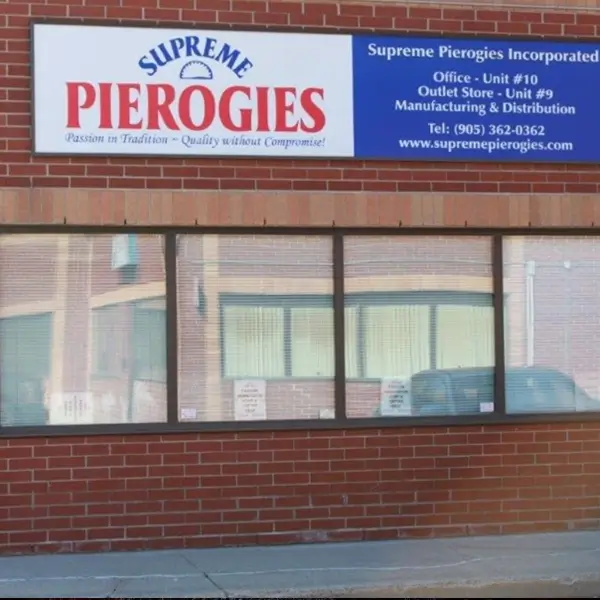 SUPREME
PIEROGIES
Passion in Tradition ~ Quality without Compromise!
Supreme Pierogies Incorporated
Office - Unit #10
Outlet Store - Unit #9
Manufacturing & Distribution
Tel: (905) 362-0362
www.supremepierogies.com